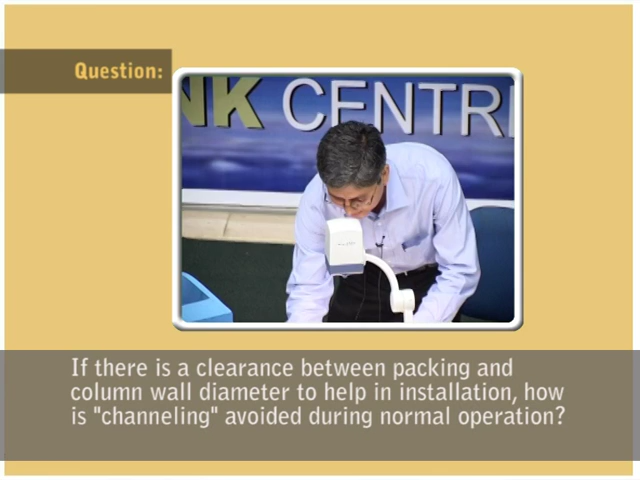 Question:
NK CENTR
If there is a clearance between packing and
column wall diameter to help in installation, how
is "channeling" avoided during normal operation?